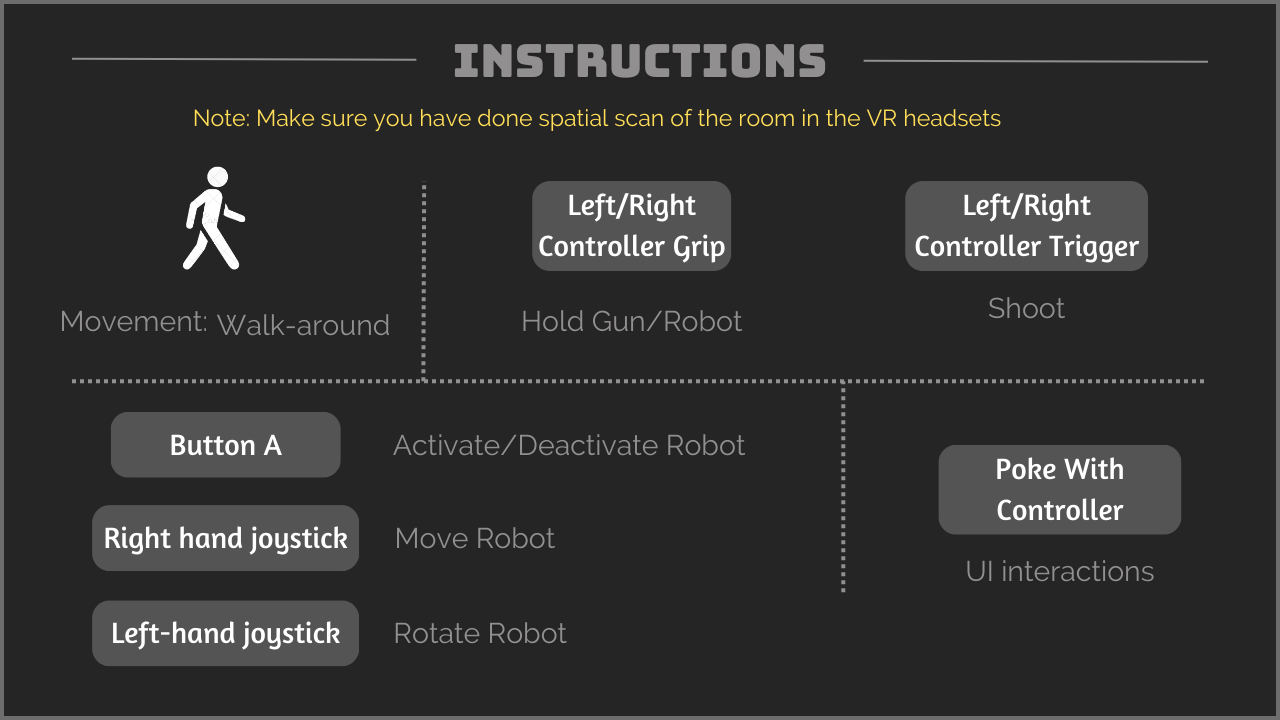 INSTRUCTIONS
Note: Make sure you have done spatial scan of the room in the VR headsets
Movement: Walk-around
Left/Right
Controller Grip
Hold Gun/Robot
Left/Right
Controller Trigger
Shoot
Button A
Activate/Deactivate Robot
Right hand joystick
Move Robot
Left-hand joystick
Rotate Robot
Poke With
Controller
UI interactions